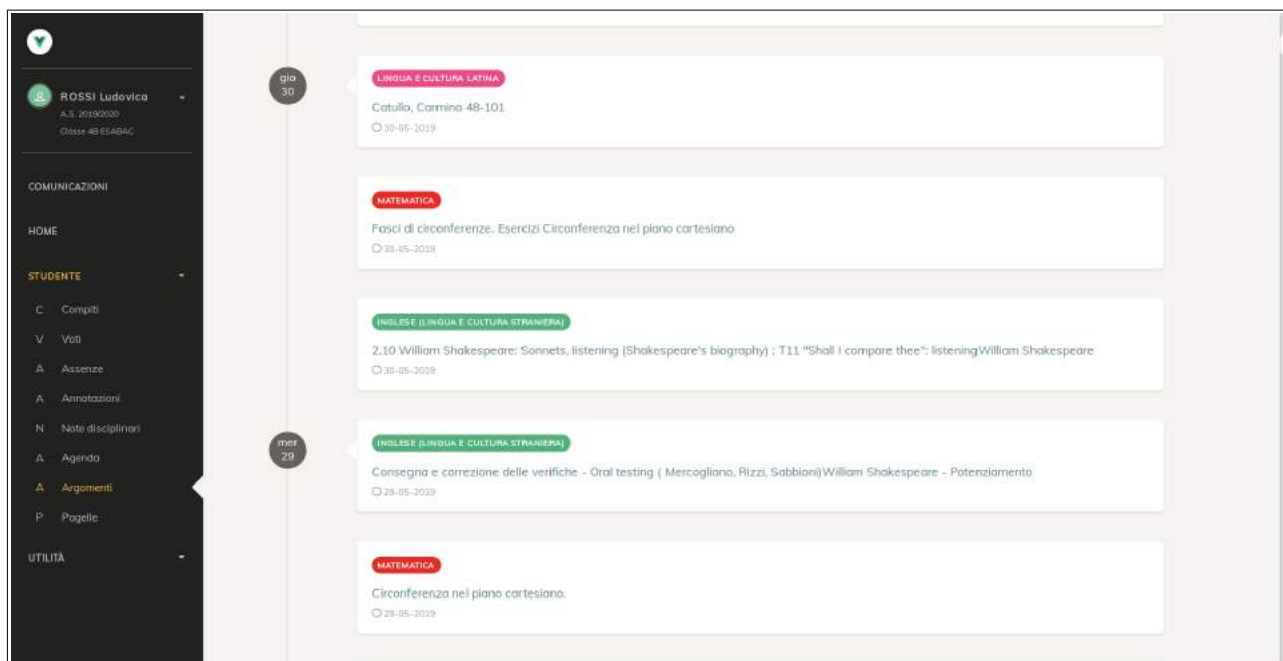 ROSSI Ludovica
A.S. 2019/2020
Classe 4B ESABAC
COMUNICAZIONI
HOME
STUDENTE
C Compiti
V Voti
A Assenze
A Annotazioni
N Note disciplinari
A Agenda
A Argomenti
P Pagelle
UTILITÀ
gio
30
LINGUA E CULTURA LATINA
Catullo, Carmina 48-101
30-05-2019
MATEMATICA
Fasci di circonferenze. Esercizi Circonferenza nel piano cartesiano
30-05-2019
INGLESE (LINGUA E CULTURA STRANIERA)
2.10 William Shakespeare: Sonnets, listening (Shakespeare's biography) ; T11 "Shall I compare thee": listeningWilliam Shakespeare
30-05-2019
mer
29
INGLESE (LINGUA E CULTURA STRANIERA)
Consegna e correzione delle verifiche - Oral testing ( Mercogliano, Rizzi, Sabbioni)William Shakespeare - Potenziamento
29-05-2019
MATEMATICA
Circonferenza nel piano cartesiano.
29-05-2019